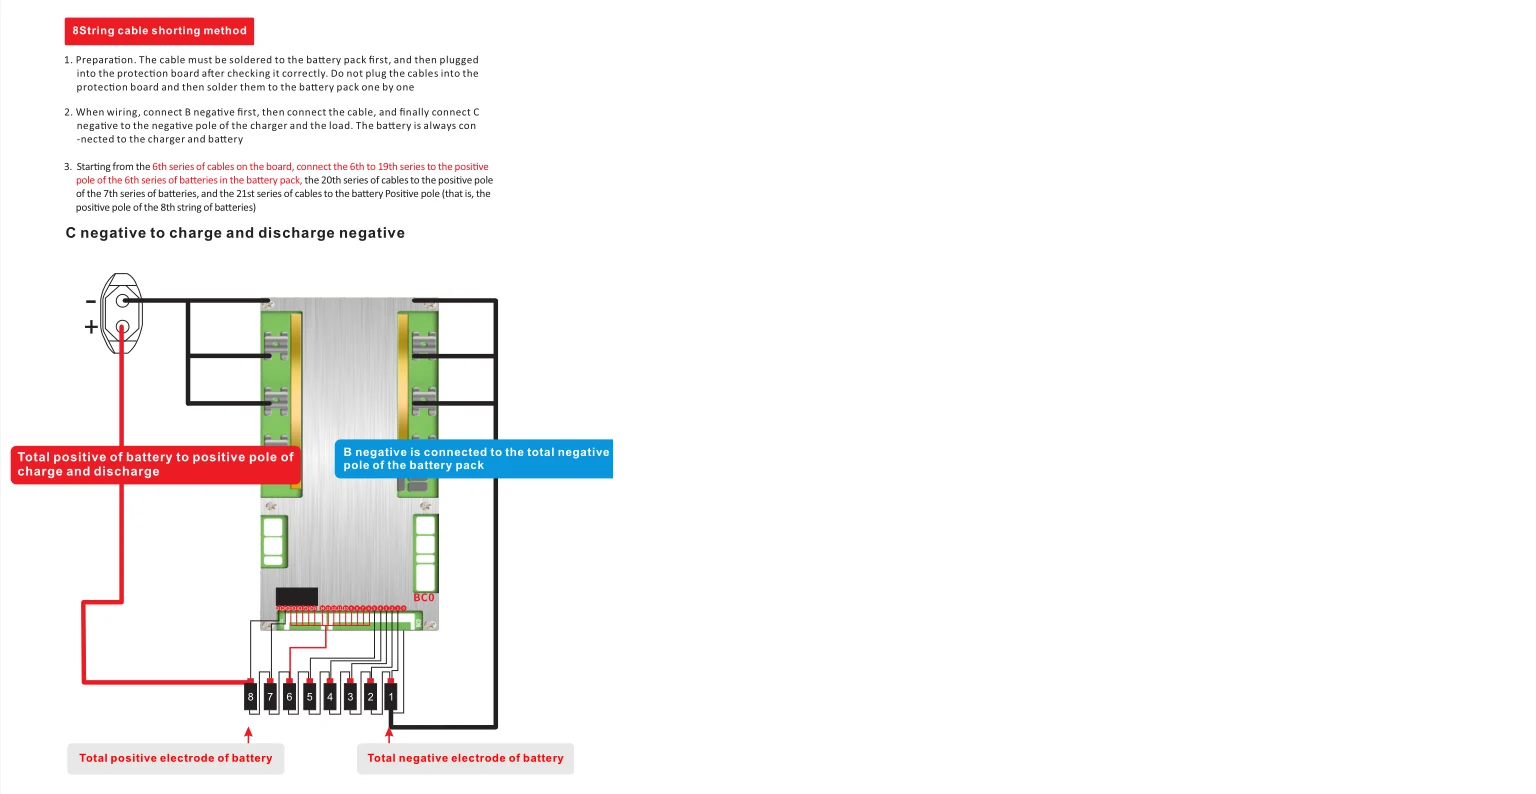 8String cable shorting method
1. Preparation. The cable must be soldered to the battery pack first, and then plugged
into the protection board after checking it correctly. Do not plug the cables into the
protection board and then solder them to the battery pack one by one
2. When wiring, connect B negative first, then connect the cable, and finally connect C
negative to the negative pole of the charger and the load. The battery is always con
-nected to the charger and battery
3. Starting from the 6th series of cables on the board, connect the 6th to 19th series to the positive
pole of the 6th series of batteries in the battery pack, the 20th series of cables to the positive pole
of the 7th series of batteries, and the 21st series of cables to the battery Positive pole (that is, the
positive pole of the 8th string of batteries)
C negative to charge and discharge negative
-
+
Total positive of battery to positive pole of
charge and discharge
B negative is connected to the total negative
pole of the battery pack
BC0
8 7 6 5 4 3 2 1
Total positive electrode of battery
Total negative electrode of battery